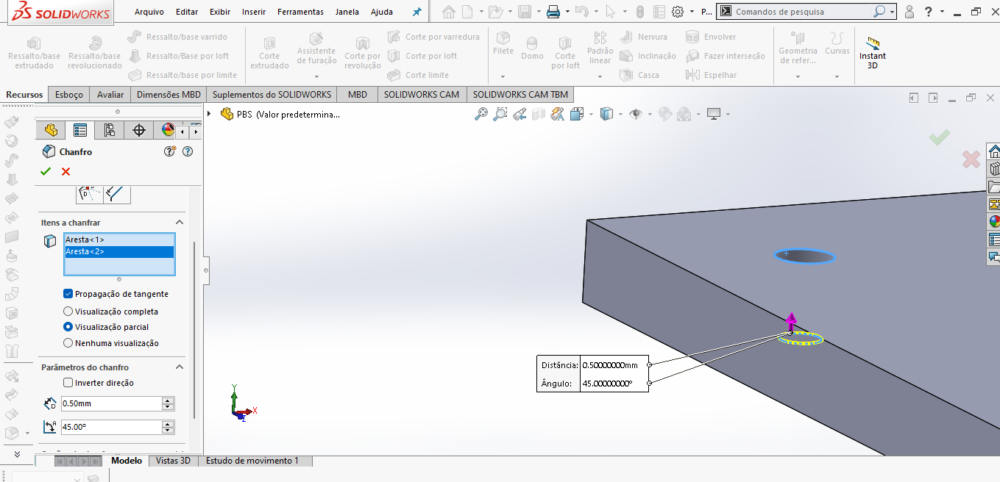 SOLIDWORKS
Arquivo Editar Exibir Inserir Ferramentas Janela Ajuda
P...
Comandos de pesquisa
Ressalto/base extrudado
Ressalto/base revolucionado
Ressalto/base varrido
Ressalto/Base por loft
Ressalto/base por limite
Corte extrudado
Assistente de furação
Corte por revolução
Corte por varredura
Corte por loft
Corte limite
Filete
Domo
Corte por loft
Padrão linear
Nervura
Inclinação
Casca
Envolver
Fazer interseção
Espelhar
Geometria de refer...
Curvas
Instant 3D
Recursos Esboço Avaliar Dimensões MBD Suplementos do SOLIDWORKS MBD SOLIDWORKS CAM SOLIDWORKS CAM TBM
PBS (Valor predetermina...
Chanfro
Itens a chanfrar
Aresta<1>
Aresta<2>
Propagação de tangente
Visualização completa
Visualização parcial
Nenhuma visualização
Parâmetros do chanfro
Inverter direção
0.50mm
45.00º
Distância: 0.50000000mm
Ângulo: 45.00000000º
Y
X
Z
Modelo Vistas 3D Estudo de movimento 1